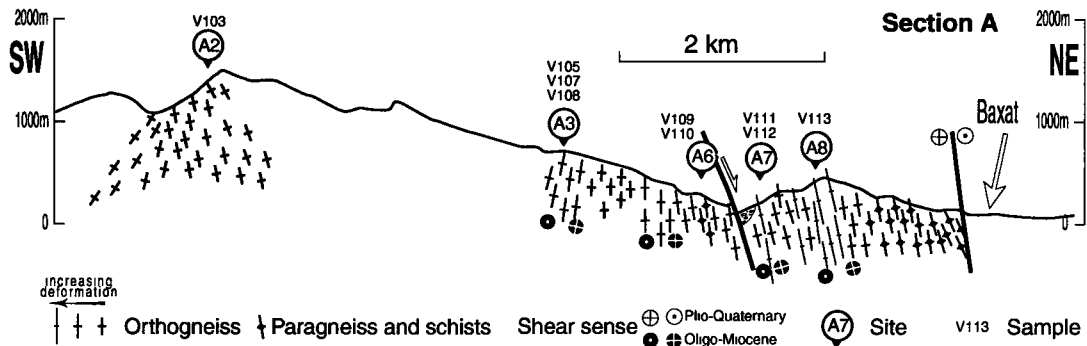 2000m
V103
Section A
2000m
SW
A2
2 km
NE
V105
V107
V108
1000m
A3
V109
V110
V111
V112
V113
1000m
Baxat
A6
A7
A8
0
0
increasing
deformation
Orthogneiss
Paragneiss and schists
Shear sense
Plio-Quaternary
Oligo-Miocene
A7
Site
V113
Sample